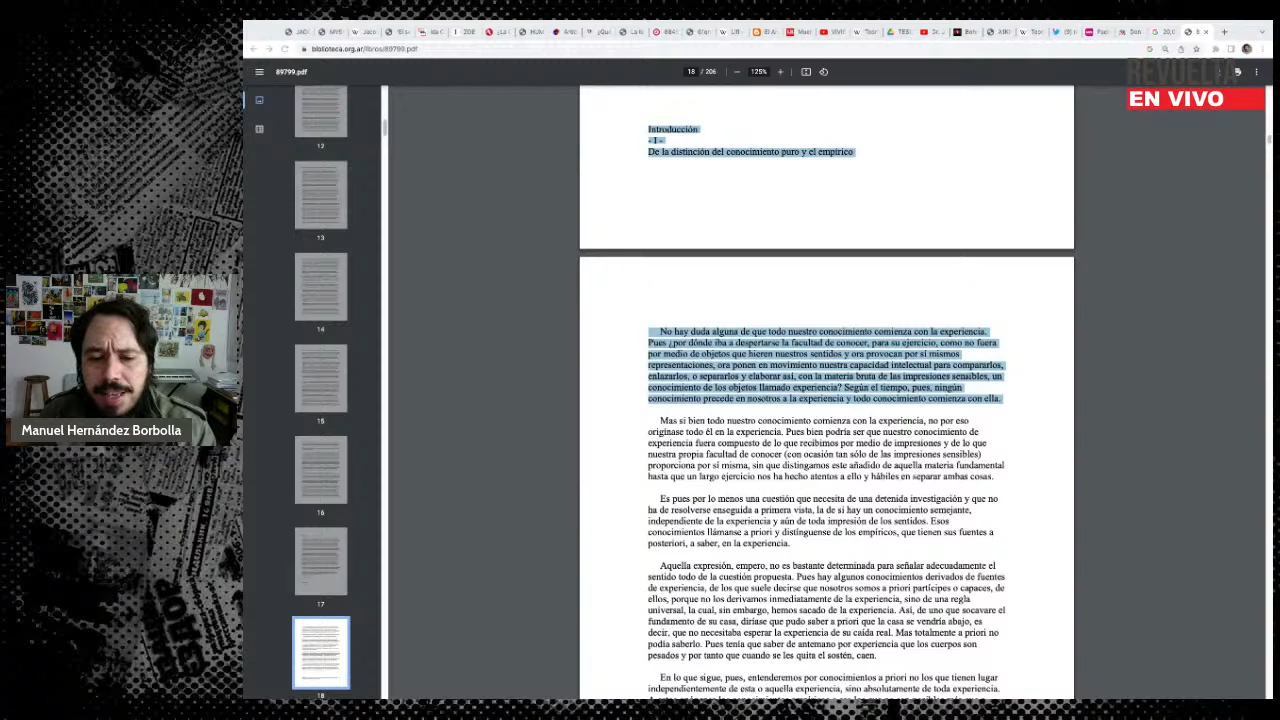 biblioteca.org.ar/libros/89799.pdf
89799.pdf
18 / 206
125%
REVUELTA
EN VIVO
12
13
14
15
16
17
18
Manuel Hernández Borbolla
Introducción
- I -
De la distinción del conocimiento puro y el empírico
No hay duda alguna de que todo nuestro conocimiento comienza con la experiencia.
Pues ¿por dónde iba a despertarse la facultad de conocer, para su ejercicio, como no fuera
por medio de objetos que hieren nuestros sentidos y ora provocan por sí mismos
representaciones, ora ponen en movimiento nuestra capacidad intelectual para compararlos,
enlazarlos, o separarlos y elaborar así, con la materia bruta de las impresiones sensibles, un
conocimiento de los objetos llamado experiencia? Según el tiempo, pues, ningún
conocimiento precede en nosotros a la experiencia y todo conocimiento comienza con ella.
Mas si bien todo nuestro conocimiento comienza con la experiencia, no por eso
origínase todo él en la experiencia. Pues bien podría ser que nuestro conocimiento de
experiencia fuera compuesto de lo que recibimos por medio de impresiones y de lo que
nuestra propia facultad de conocer (con ocasión tan sólo de las impresiones sensibles)
proporciona por sí misma, sin que distingamos este añadido de aquella materia fundamental
hasta que un largo ejercicio nos ha hecho atentos a ello y hábiles en separar ambas cosas.
Es pues por lo menos una cuestión que necesita de una detenida investigación y que no
ha de resolverse enseguida a primera vista, la de si hay un conocimiento semejante,
independiente de la experiencia y aún de toda impresión de los sentidos. Esos
conocimientos llámanse a priori y distínguense de los empíricos, que tienen sus fuentes a
posteriori, a saber, en la experiencia.
Aquella expresión, empero, no es bastante determinada para señalar adecuadamente el
sentido todo de la cuestión propuesta. Pues hay algunos conocimientos derivados de fuentes
de experiencia, de los que suele decirse que nosotros somos a priori partícipes o capaces, de
ellos, porque no los derivamos inmediatamente de la experiencia, sino de una regla
universal, la cual, sin embargo, hemos sacado de la experiencia. Así, de uno que socavare el
fundamento de su casa, diríase que pudo saber a priori que la casa se vendría abajo, es
decir, que no necesitaba esperar la experiencia de su caída real. Mas totalmente a priori no
podía saberlo. Pues tenía que saber de antemano por experiencia que los cuerpos son
pesados y por tanto que cuando se les quita el sostén, caen.
En lo que sigue, pues, entenderemos por conocimientos a priori no los que tienen lugar
independientemente de esta o aquella experiencia, sino absolutamente de toda experiencia.